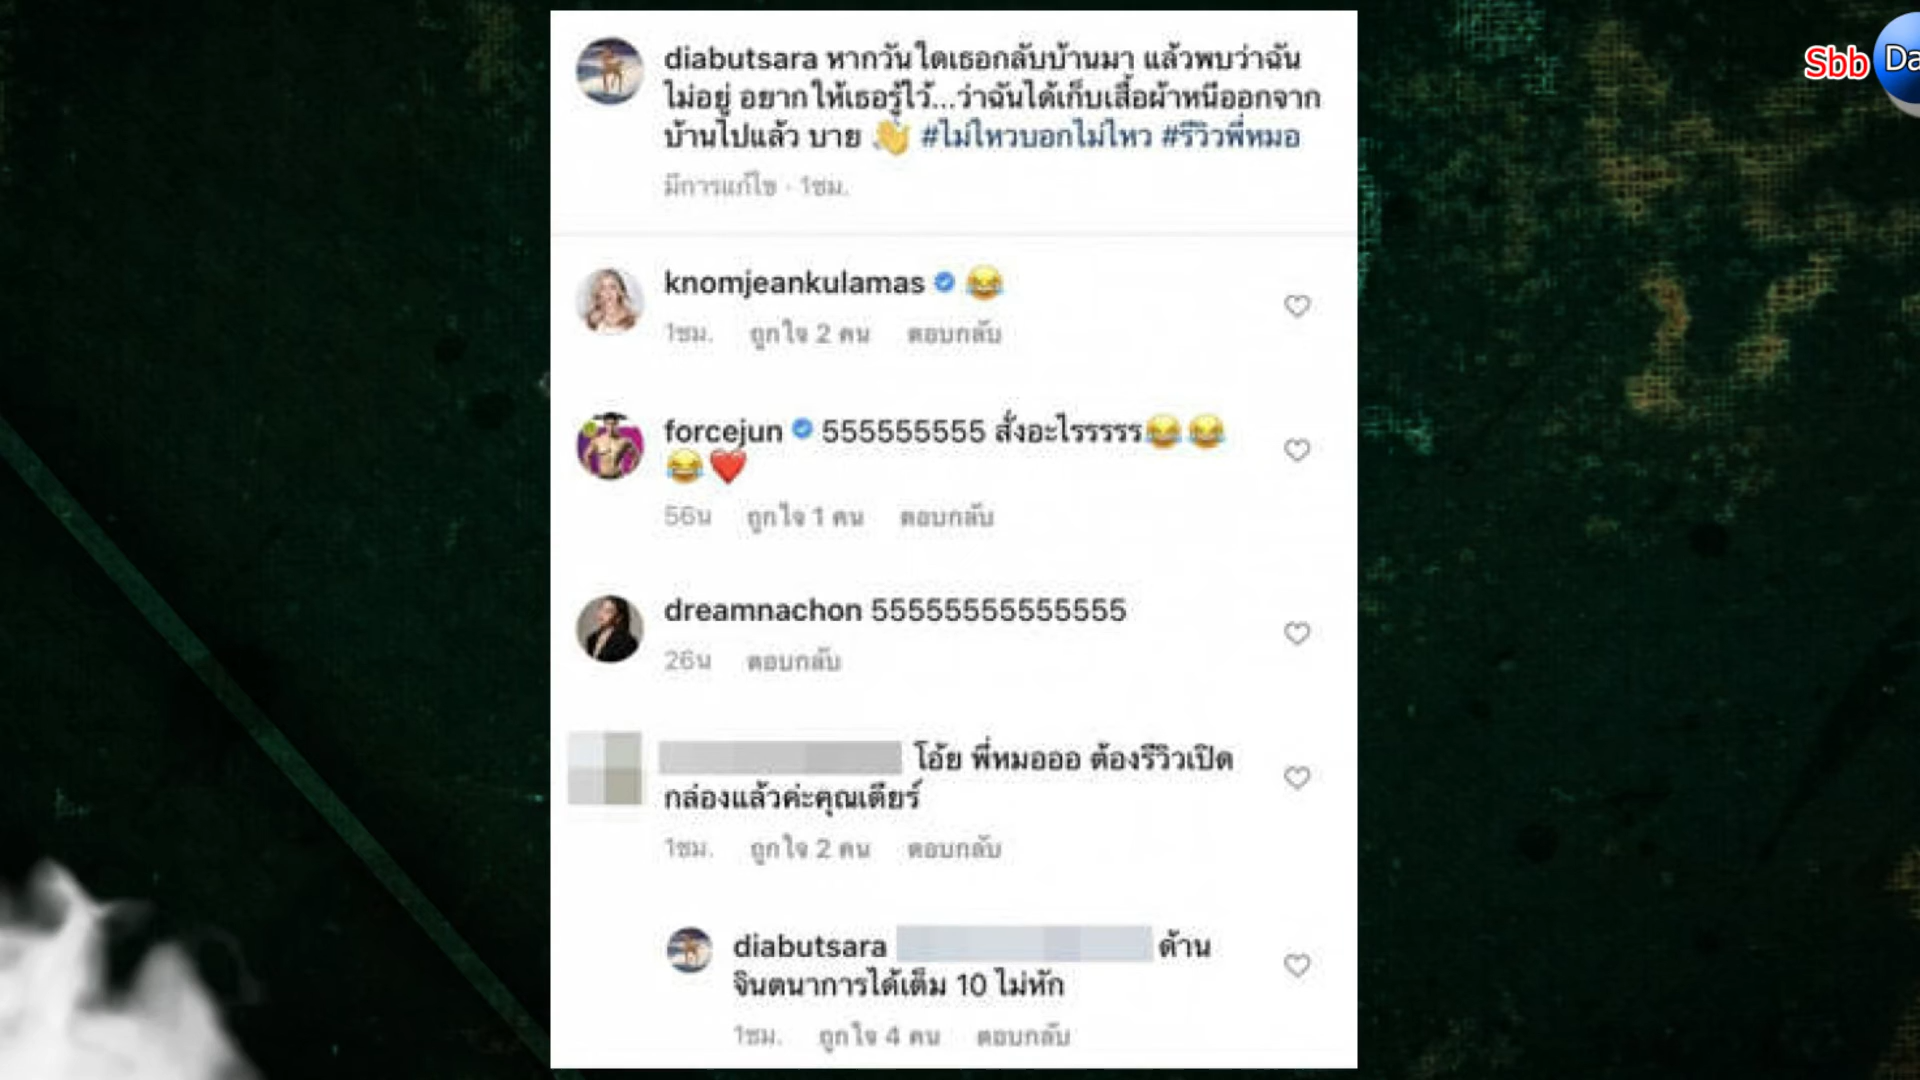 Sbb Da
diabutsara หากวันใดเธอกลับบ้านมา แล้วพบว่าฉัน
ไม่อยู่ อยากให้เธอรู้ไว้...ว่าฉันได้เก็บเสื้อผ้าหนีออกจาก
บ้านไปแล้ว บาย 👋 #ไม่ไหวบอกไม่ไหว #รีวิวพี่หมอ
มีการแก้ไข · 1ชม.
knomjeankulamas 😂
1ชม. ถูกใจ 2 คน ตอบกลับ
forcejun 555555555 สั่งอะไรรรรร😂😂
😂❤️
56น ถูกใจ 1 คน ตอบกลับ
dreamnachon 55555555555555
26น ตอบกลับ
โอ้ย พี่หมอออ ต้องรีวิวเปิด
กล่องแล้วค่ะคุณเดียร์
1ชม. ถูกใจ 2 คน ตอบกลับ
diabutsara ด้าน
จินตนาการได้เต็ม 10 ไม่หัก
1ชม. ถูกใจ 4 คน ตอบกลับ